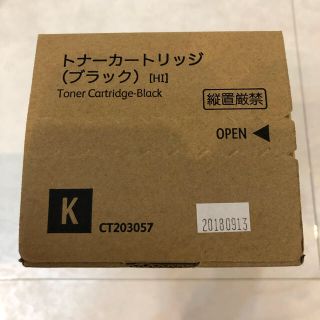 トナーカートリッジ
（ブラック）[HI]
Toner Cartridge-Black
縦置厳禁
OPEN ◀
K
CT203057
20180913